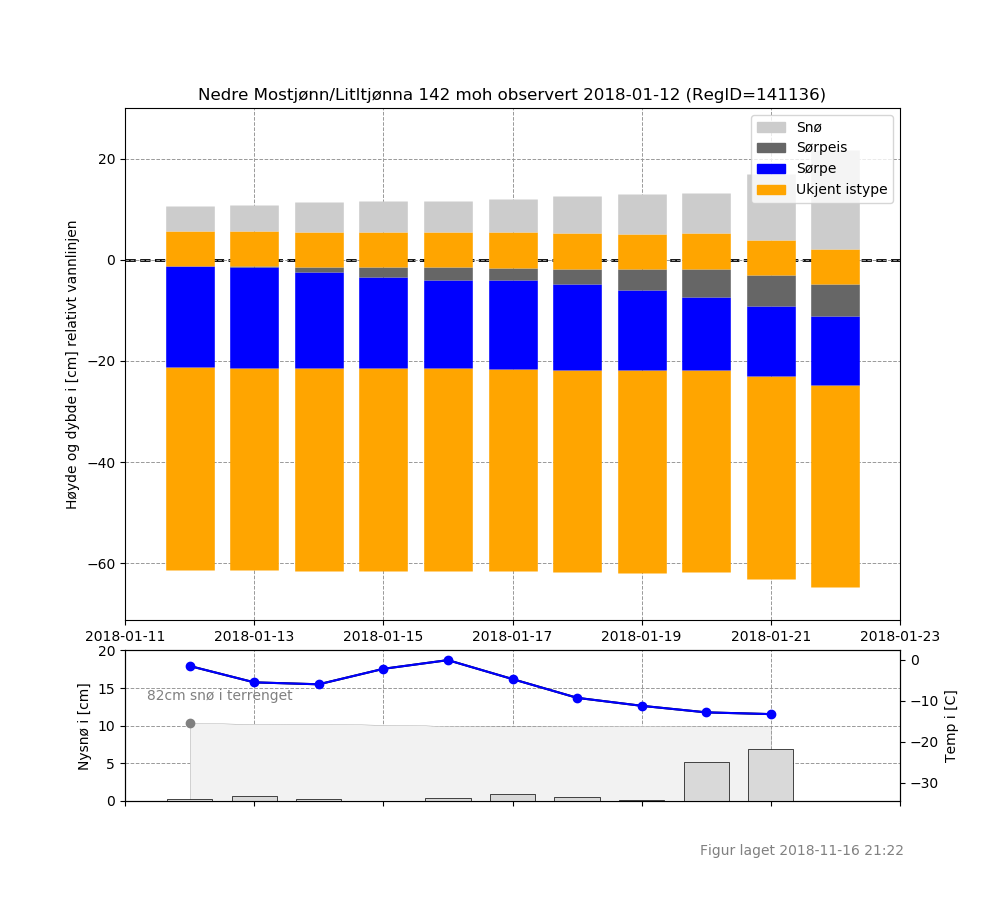 Nedre Mostjønn/Litltjønna 142 moh observert 2018-01-12 (RegID=141136)
Snø
Sørpeis
Sørpe
Ukjent istype
20
0
−20
−40
−60
Høyde og dybde i [cm] relativt vannlinjen
2018-01-11
2018-01-13
2018-01-15
2018-01-17
2018-01-19
2018-01-21
2018-01-23
20
15
10
5
0
Nysnø i [cm]
82cm snø i terrenget
0
−10
−20
−30
Temp i [C]
Figur laget 2018-11-16 21:22